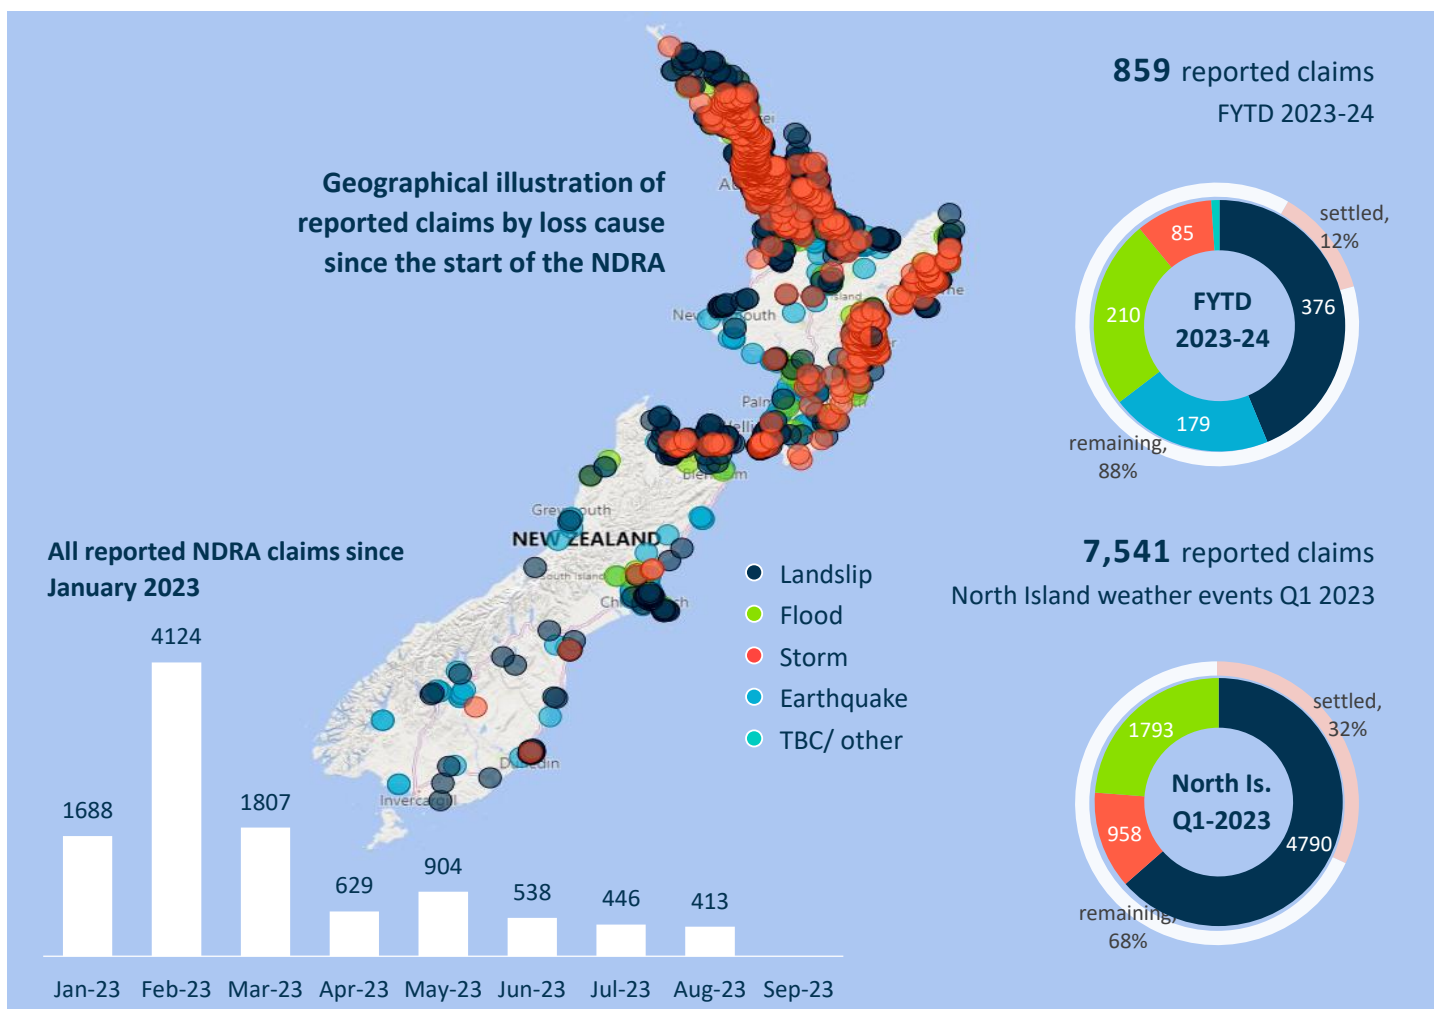 Geographical illustration of
reported claims by loss cause
since the start of the NDRA
859 reported claims
FYTD 2023-24
settled,
12%
85
376
210
FYTD
2023-24
179
remaining,
88%
NEW ZEALAND
South Island
Invercargill
Landslip
Flood
Storm
Earthquake
TBC/ other
7,541 reported claims
North Island weather events Q1 2023
settled,
32%
1793
North Is.
Q1-2023
958
4790
remaining,
68%
All reported NDRA claims since
January 2023
1688
4124
1807
629
904
538
446
413
Jan-23 Feb-23 Mar-23 Apr-23 May-23 Jun-23 Jul-23 Aug-23 Sep-23